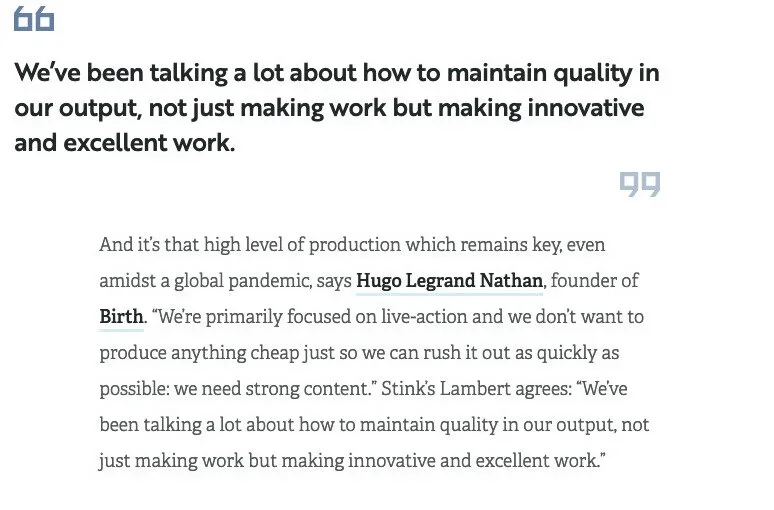 “
We’ve been talking a lot about how to maintain quality in
our output, not just making work but making innovative
and excellent work.
”
And it’s that high level of production which remains key, even
amidst a global pandemic, says Hugo Legrand Nathan, founder of
Birth. “We’re primarily focused on live-action and we don’t want to
produce anything cheap just so we can rush it out as quickly as
possible: we need strong content.” Stink’s Lambert agrees: “We’ve
been talking a lot about how to maintain quality in our output, not
just making work but making innovative and excellent work.”